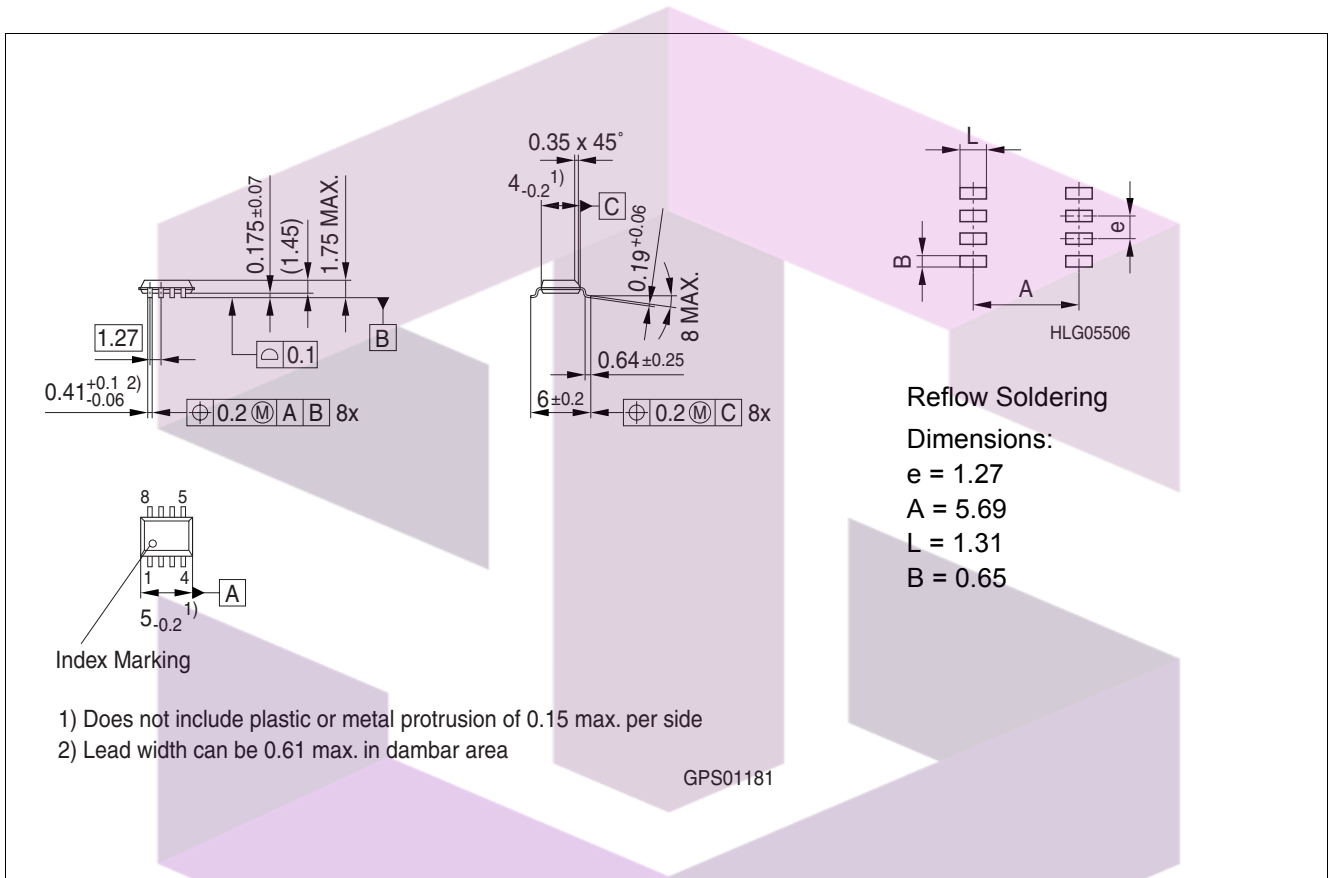 0.175±0.07
(1.45)
1.75 MAX.
1.27
0.1
B
0.41 +0.1 -0.06 2)
0.2 Ⓜ A B 8x
0.35 x 45˚
4-0.2 1)
C
0.19 +0.06
8 MAX.
0.64±0.25
6±0.2
0.2 Ⓜ C 8x
L
B
e
A
HLG05506
Reflow Soldering
Dimensions:
e = 1.27
A = 5.69
L = 1.31
B = 0.65
8 5
1 4
A
5-0.2 1)
Index Marking
1) Does not include plastic or metal protrusion of 0.15 max. per side
2) Lead width can be 0.61 max. in dambar area
GPS01181